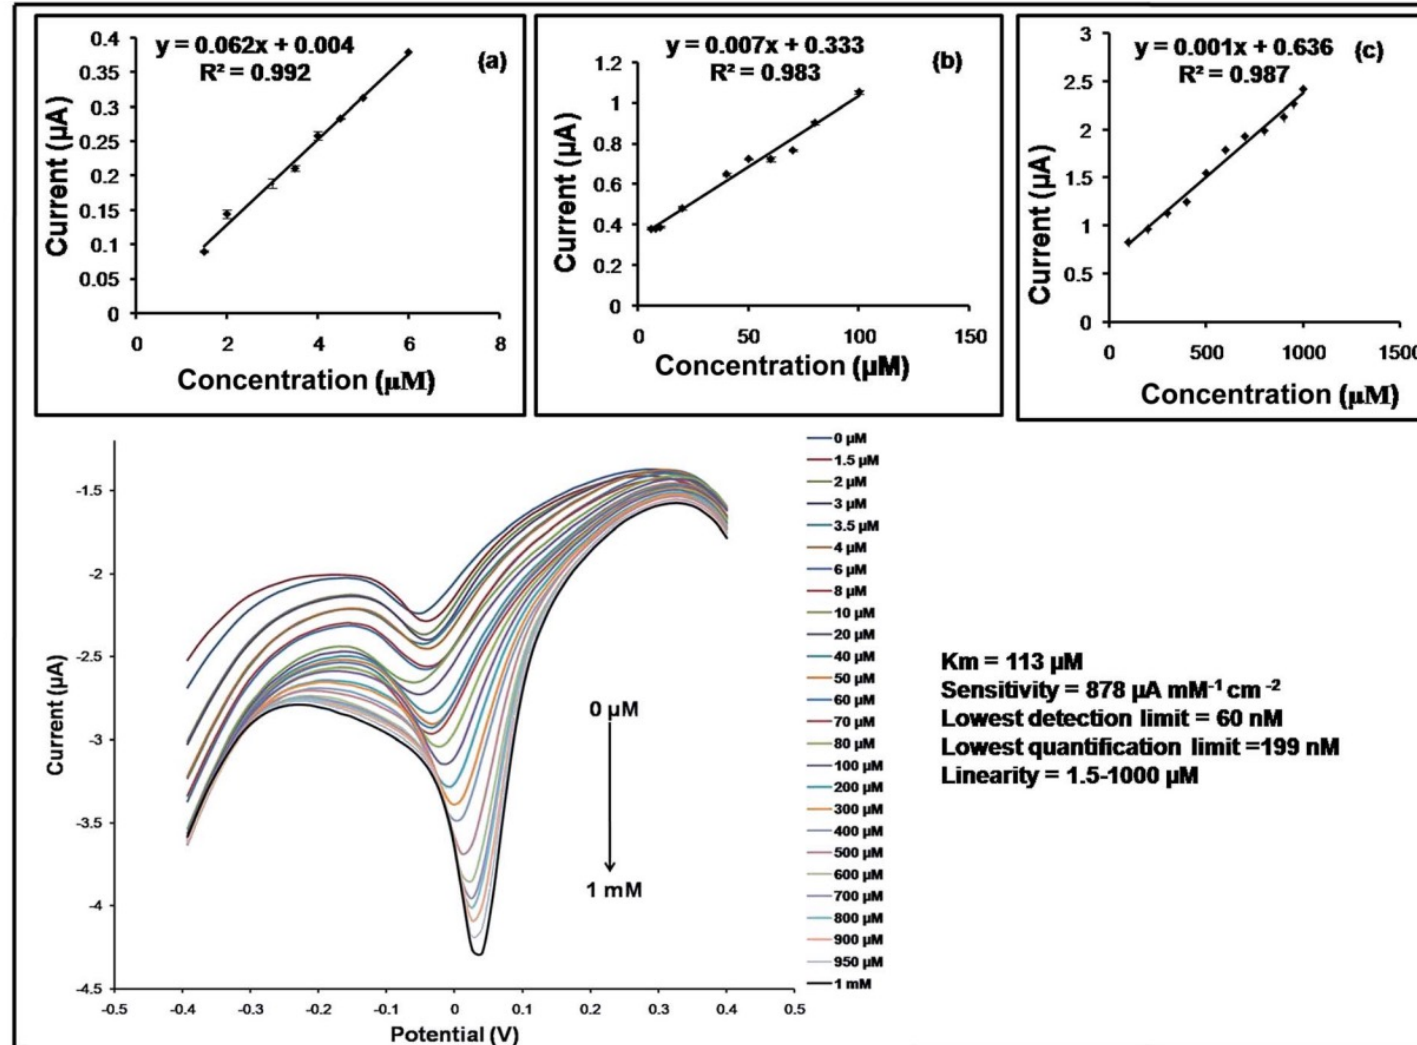 y = 0.062x + 0.004
R² = 0.992
(a)
0.4
0.35
0.3
0.25
0.2
0.15
0.1
0.05
0
0 2 4 6 8
Current (µA)
Concentration (µM)
y = 0.007x + 0.333
R² = 0.983
(b)
1.2
1
0.8
0.6
0.4
0.2
0
0 50 100 150
Current (µA)
Concentration (µM)
y = 0.001x + 0.636
R² = 0.987
(c)
3
2.5
2
1.5
1
0.5
0
0 500 1000 1500
Current (µA)
Concentration (µM)
-1.5
-2
-2.5
-3
-3.5
-4
-4.5
-0.5 -0.4 -0.3 -0.2 -0.1 0 0.1 0.2 0.3 0.4 0.5
Current (µA)
Potential (V)
0 µM
1 mM
0 µM
1.5 µM
2 µM
3 µM
3.5 µM
4 µM
6 µM
8 µM
10 µM
20 µM
40 µM
50 µM
60 µM
70 µM
80 µM
100 µM
200 µM
300 µM
400 µM
500 µM
600 µM
700 µM
800 µM
900 µM
950 µM
1 mM
Km = 113 µM
Sensitivity = 878 µA mM⁻¹ cm ⁻²
Lowest detection limit = 60 nM
Lowest quantification limit =199 nM
Linearity = 1.5-1000 µM